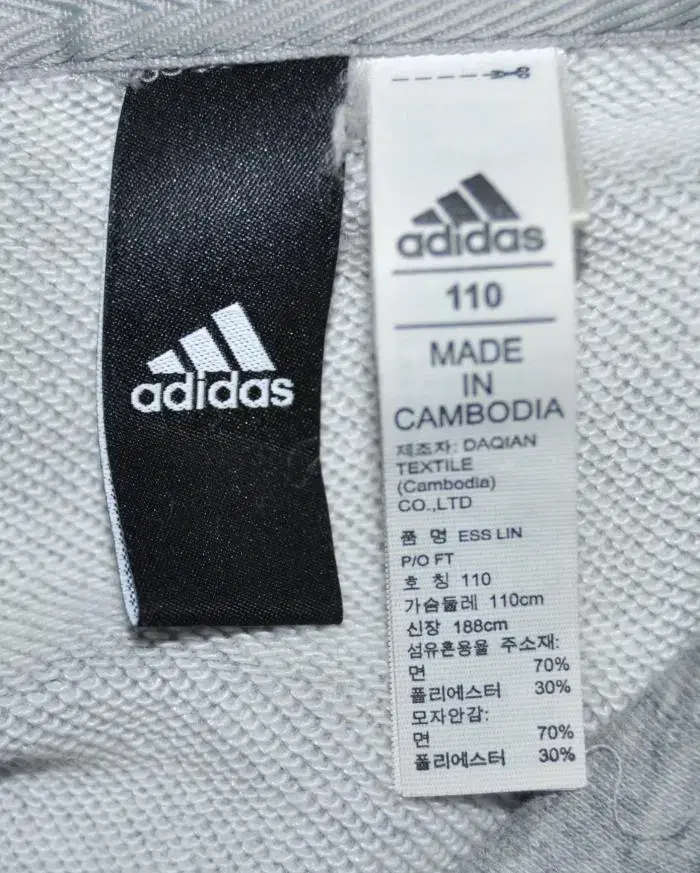 adidas
adidas
110
MADE
IN
CAMBODIA
제조자: DAQIAN
TEXTILE
(Cambodia)
CO.,LTD
품 명 ESS LIN
P/O FT
호 칭 110
가슴둘레 110cm
신장 188cm
섬유혼용율 주소재:
면 70%
폴리에스터 30%
모자안감:
면 70%
폴리에스터 30%